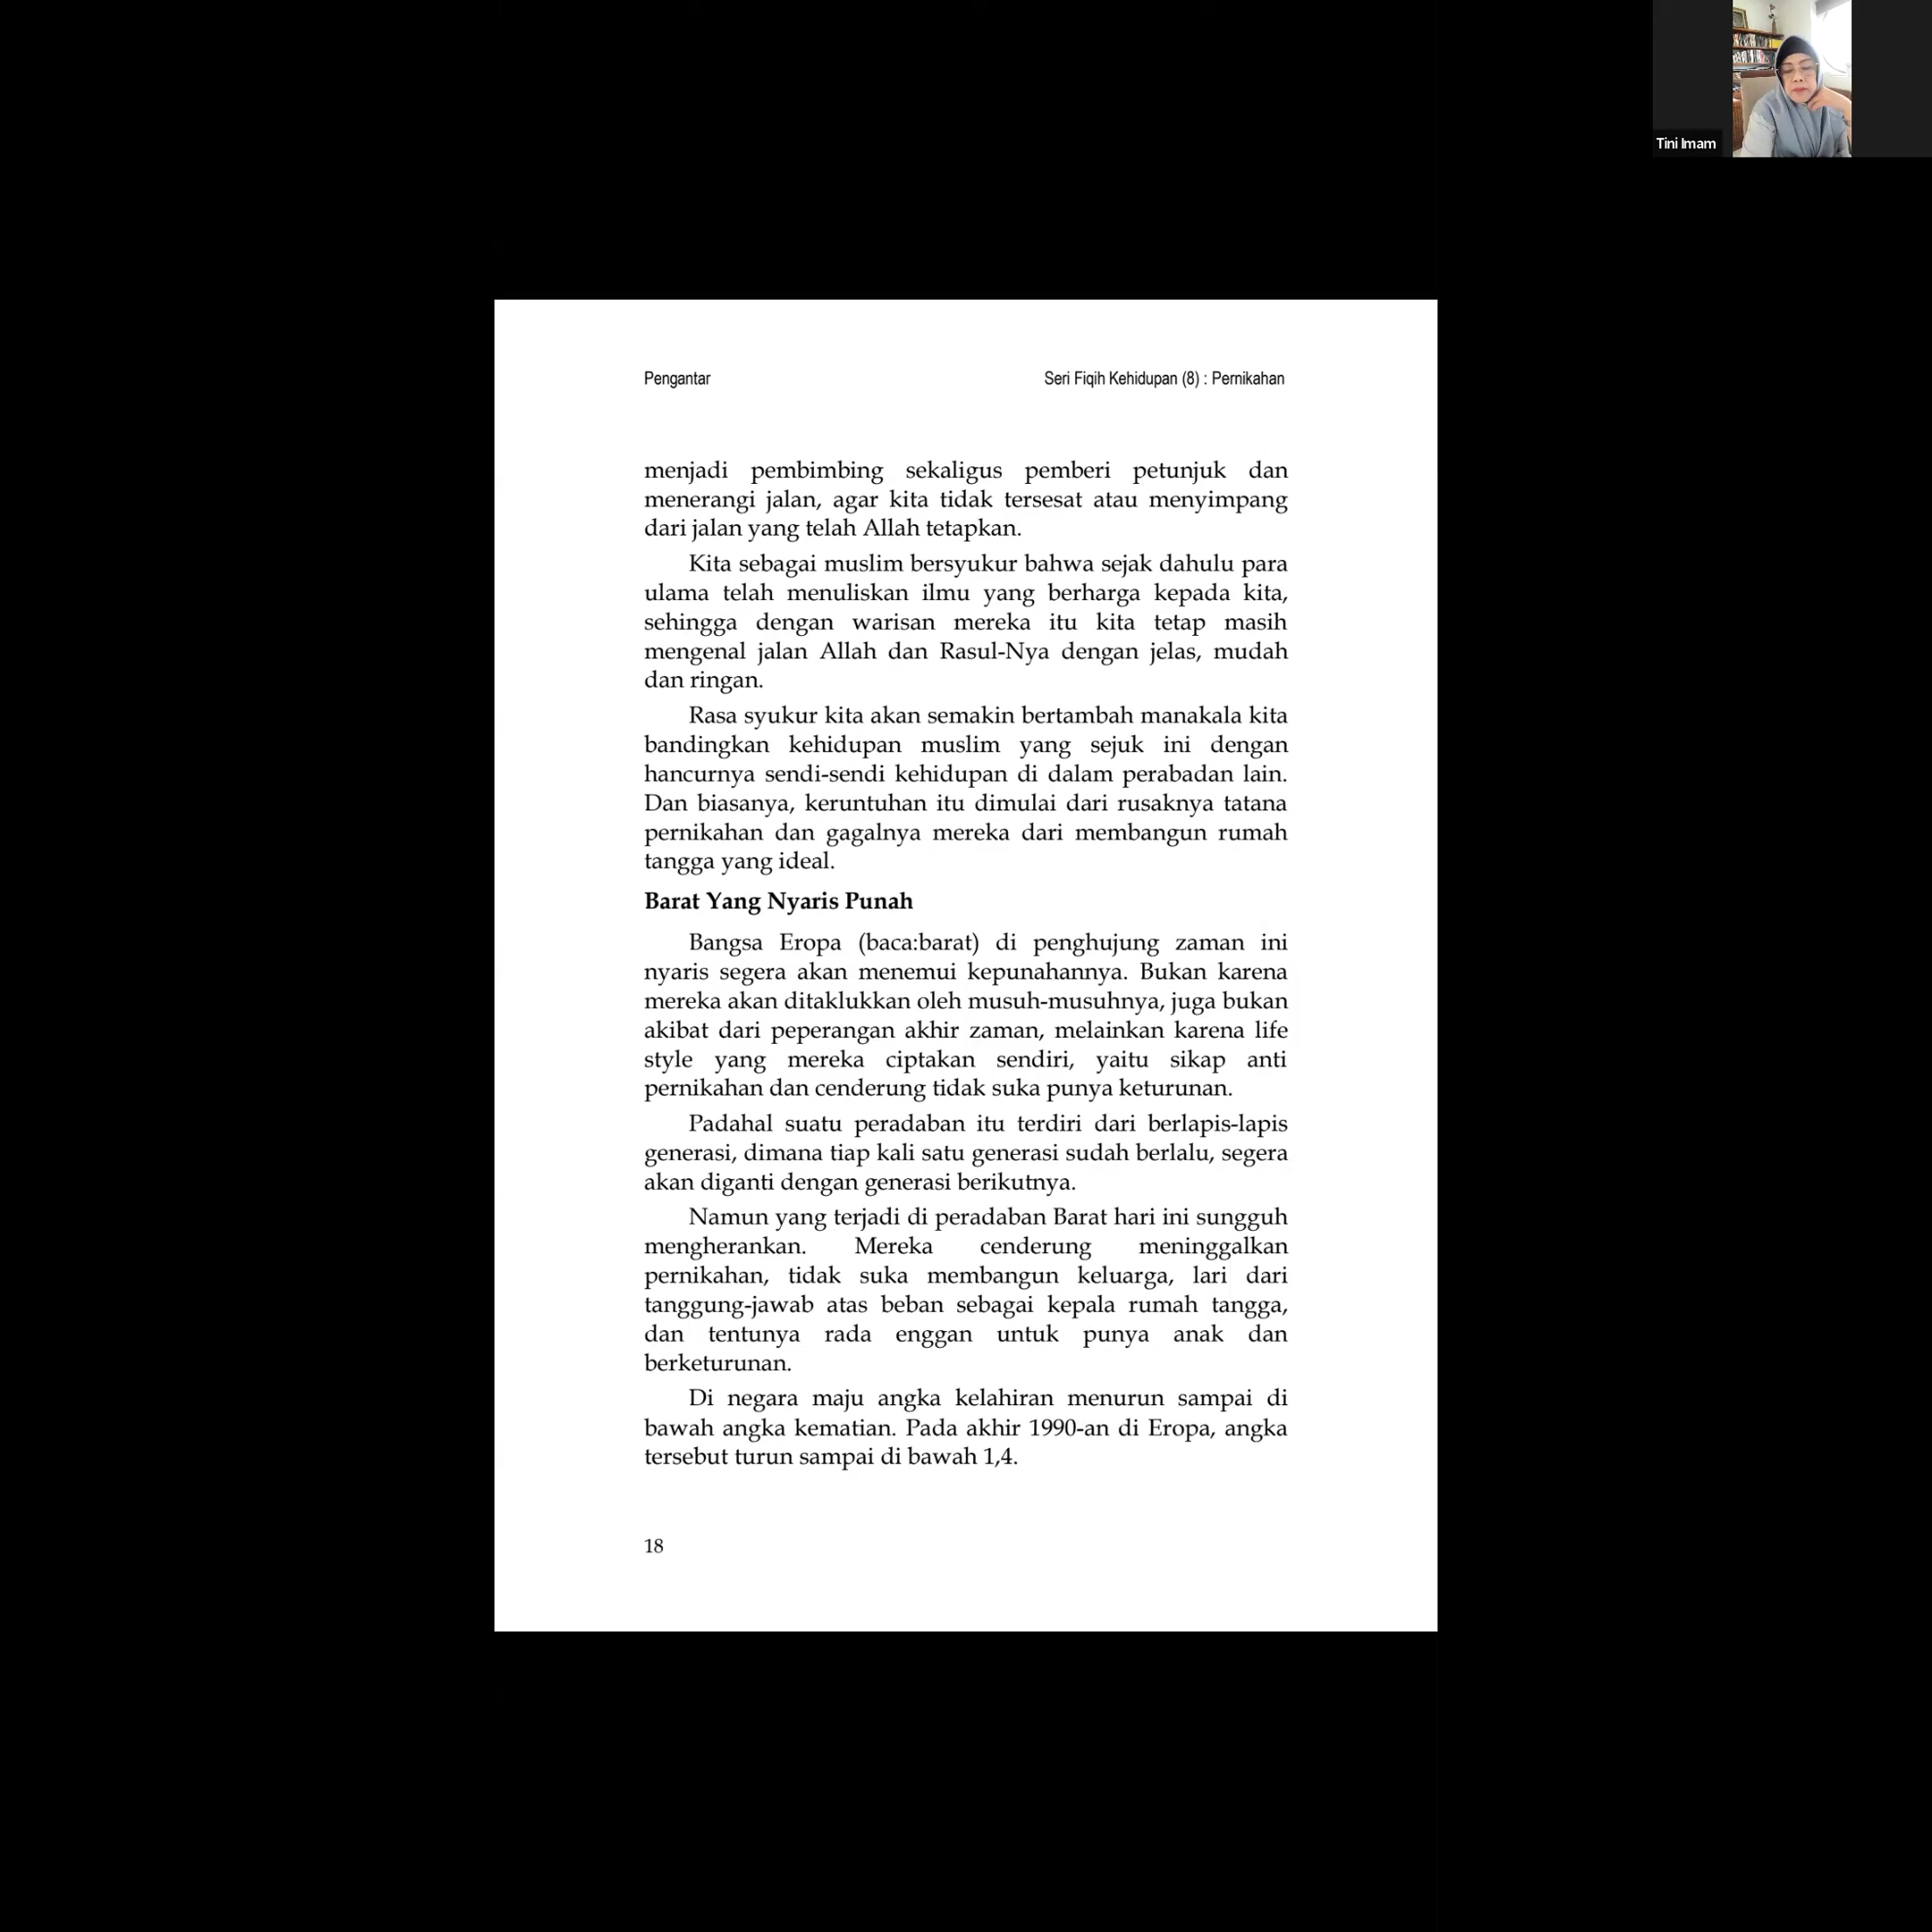 Tini Imam
Pengantar
Seri Fiqih Kehidupan (8) : Pernikahan
menjadi pembimbing sekaligus pemberi petunjuk dan
menerangi jalan, agar kita tidak tersesat atau menyimpang
dari jalan yang telah Allah tetapkan.
Kita sebagai muslim bersyukur bahwa sejak dahulu para
ulama telah menuliskan ilmu yang berharga kepada kita,
sehingga dengan warisan mereka itu kita tetap masih
mengenal jalan Allah dan Rasul-Nya dengan jelas, mudah
dan ringan.
Rasa syukur kita akan semakin bertambah manakala kita
bandingkan kehidupan muslim yang sejuk ini dengan
hancurnya sendi-sendi kehidupan di dalam perabadan lain.
Dan biasanya, keruntuhan itu dimulai dari rusaknya tatana
pernikahan dan gagalnya mereka dari membangun rumah
tangga yang ideal.
Barat Yang Nyaris Punah
Bangsa Eropa (baca:barat) di penghujung zaman ini
nyaris segera akan menemui kepunahannya. Bukan karena
mereka akan ditaklukkan oleh musuh-musuhnya, juga bukan
akibat dari peperangan akhir zaman, melainkan karena life
style yang mereka ciptakan sendiri, yaitu sikap anti
pernikahan dan cenderung tidak suka punya keturunan.
Padahal suatu peradaban itu terdiri dari berlapis-lapis
generasi, dimana tiap kali satu generasi sudah berlalu, segera
akan diganti dengan generasi berikutnya.
Namun yang terjadi di peradaban Barat hari ini sungguh
mengherankan. Mereka cenderung meninggalkan
pernikahan, tidak suka membangun keluarga, lari dari
tanggung-jawab atas beban sebagai kepala rumah tangga,
dan tentunya rada enggan untuk punya anak dan
berketurunan.
Di negara maju angka kelahiran menurun sampai di
bawah angka kematian. Pada akhir 1990-an di Eropa, angka
tersebut turun sampai di bawah 1,4.
18